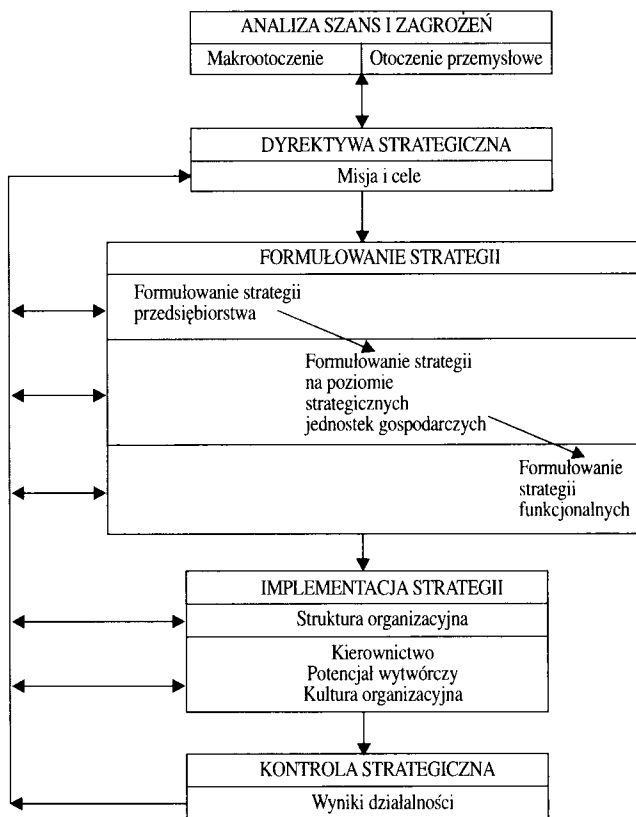 ANALIZA SZANS I ZAGROŻEŃ
Makrootoczenie
Otoczenie przemysłowe
DYREKTYWA STRATEGICZNA
Misja i cele
FORMUŁOWANIE STRATEGII
Formułowanie strategii
przedsiębiorstwa
Formułowanie strategii
na poziomie
strategicznych
jednostek gospodarczych
Formułowanie
strategii
funkcjonalnych
IMPLEMENTACJA STRATEGII
Struktura organizacyjna
Kierownictwo
Potencjał wytwórczy
Kultura organizacyjna
KONTROLA STRATEGICZNA
Wyniki działalności